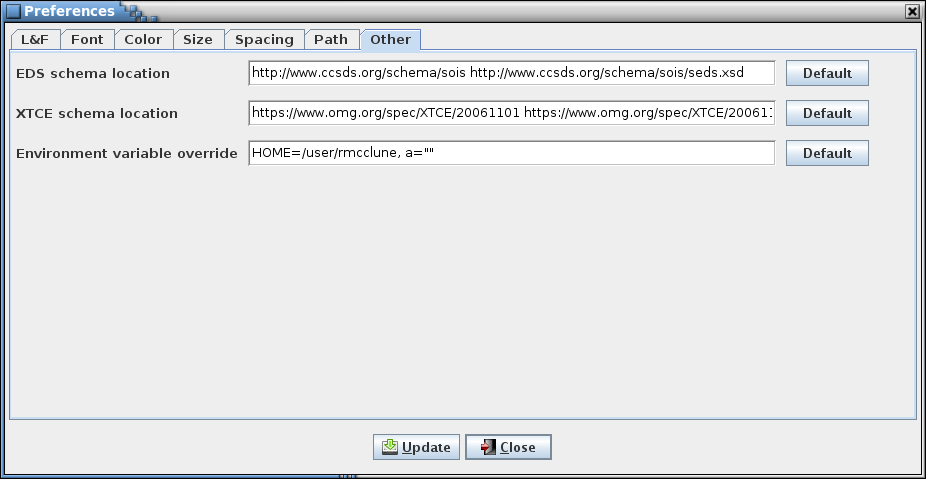 Preferences
L&F Font Color Size Spacing Path Other
EDS schema location http://www.ccsds.org/schema/sois http://www.ccsds.org/schema/sois/seds.xsd Default
XTCE schema location https://www.omg.org/spec/XTCE/20061101 https://www.omg.org/spec/XTCE/200611 Default
Environment variable override HOME=/user/rmcclune, a="" Default
Update Close